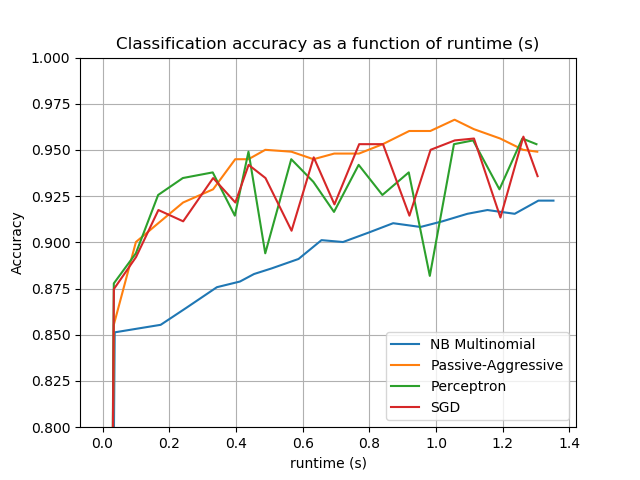 Classification accuracy as a function of runtime (s)
1.000
0.975
0.950
0.925
0.900
0.875
0.850
0.825
0.800
Accuracy
NB Multinomial
Passive-Aggressive
Perceptron
SGD
0.0 0.2 0.4 0.6 0.8 1.0 1.2 1.4
runtime (s)